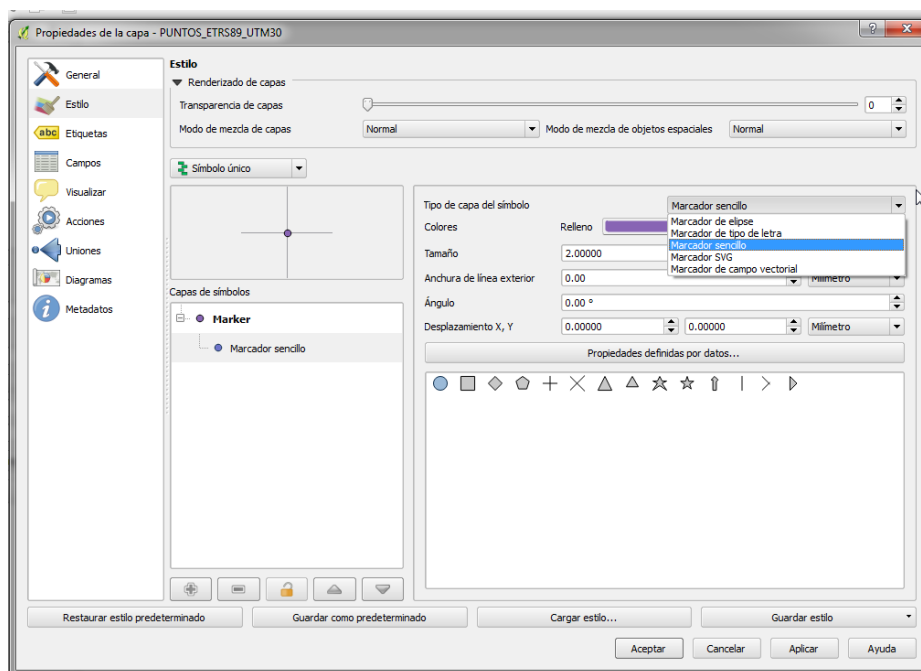 Propiedades de la capa - PUNTOS_ETRS89_UTM30
General
Estilo
abc Etiquetas
Campos
Visualizar
Acciones
Uniones
Diagramas
Metadatos
Estilo
Renderizado de capas
Transparencia de capas 0
Modo de mezcla de capas Normal Modo de mezcla de objetos espaciales Normal
Símbolo único
Capas de símbolos
Marker
Marcador sencillo
Tipo de capa del símbolo Marcador sencillo
Marcador de elipse
Marcador de tipo de letra
Marcador sencillo
Marcador SVG
Marcador de campo vectorial
Colores Relleno
Tamaño 2.00000
Anchura de línea exterior 0.00 Milímetro
Ángulo 0.00 °
Desplazamiento X, Y 0.00000 0.00000 Milímetro
Propiedades definidas por datos...
Restaurar estilo predeterminado Guardar como predeterminado Cargar estilo... Guardar estilo
Aceptar Cancelar Aplicar Ayuda